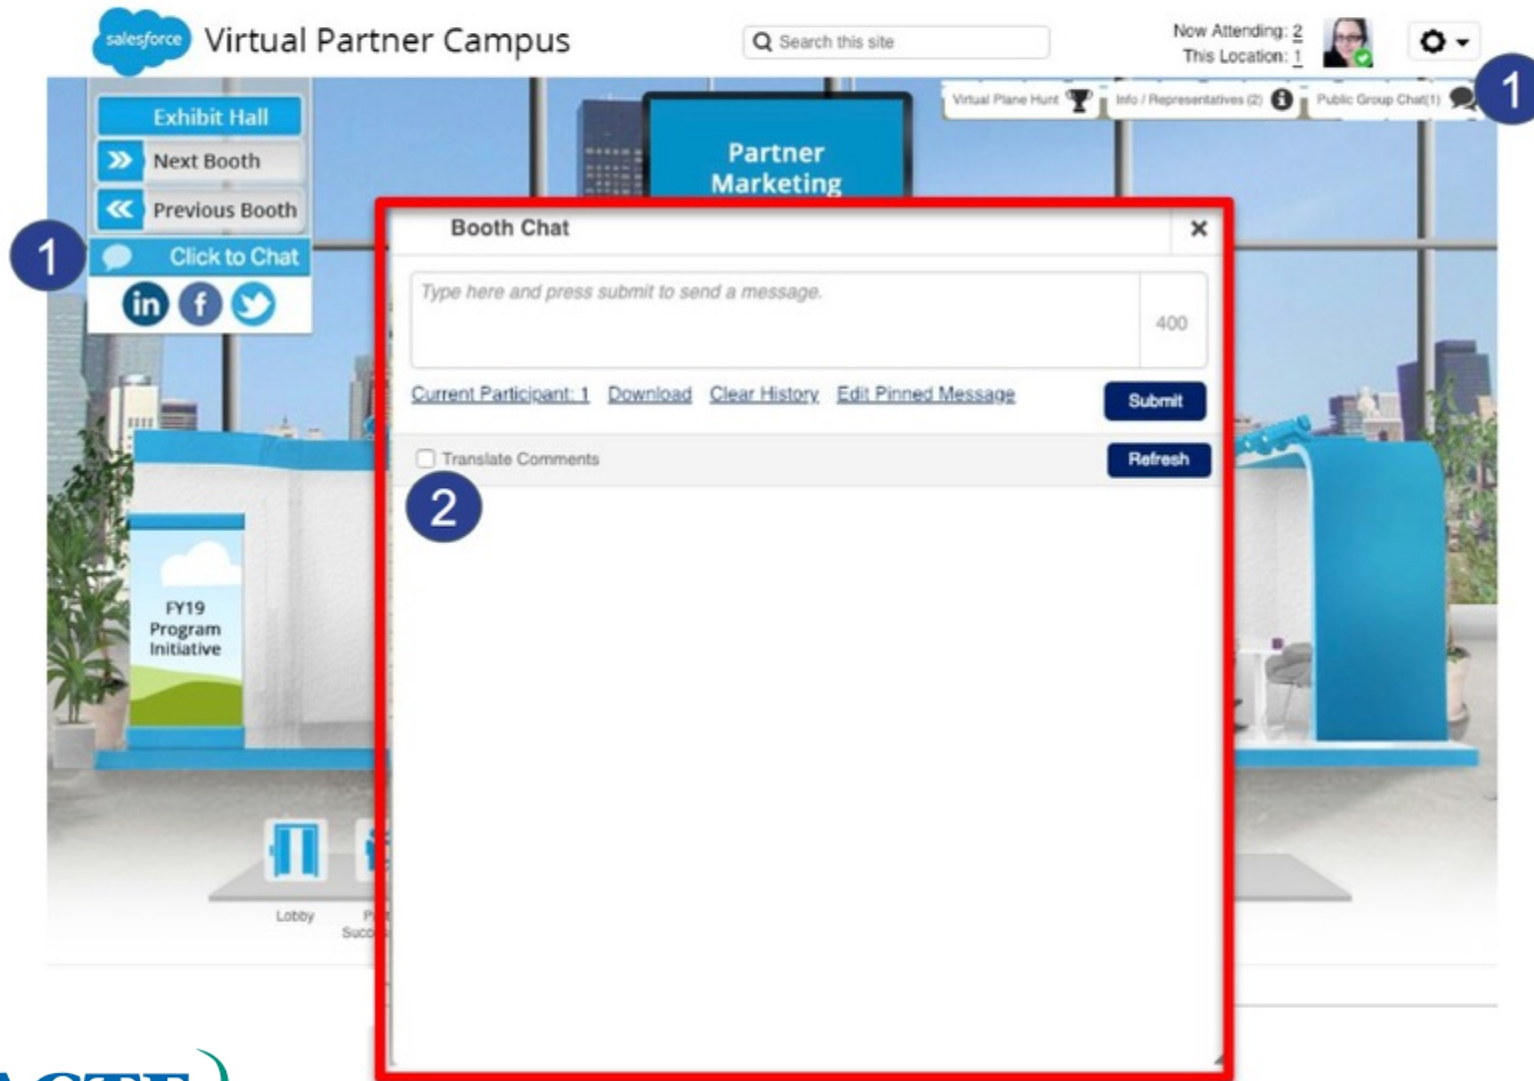 salesforce Virtual Partner Campus
Search this site
Now Attending: 2
This Location: 1
1
Virtual Plane Hunt
Info / Representatives (2)
Public Group Chat(1)
Exhibit Hall
Next Booth
Previous Booth
1
Click to Chat
in f
Partner
Marketing
Booth Chat
Type here and press submit to send a message.
400
Current Participant: 1 Download Clear History Edit Pinned Message
Submit
Translate Comments
Refresh
2
FY19
Program
Initiative
Lobby